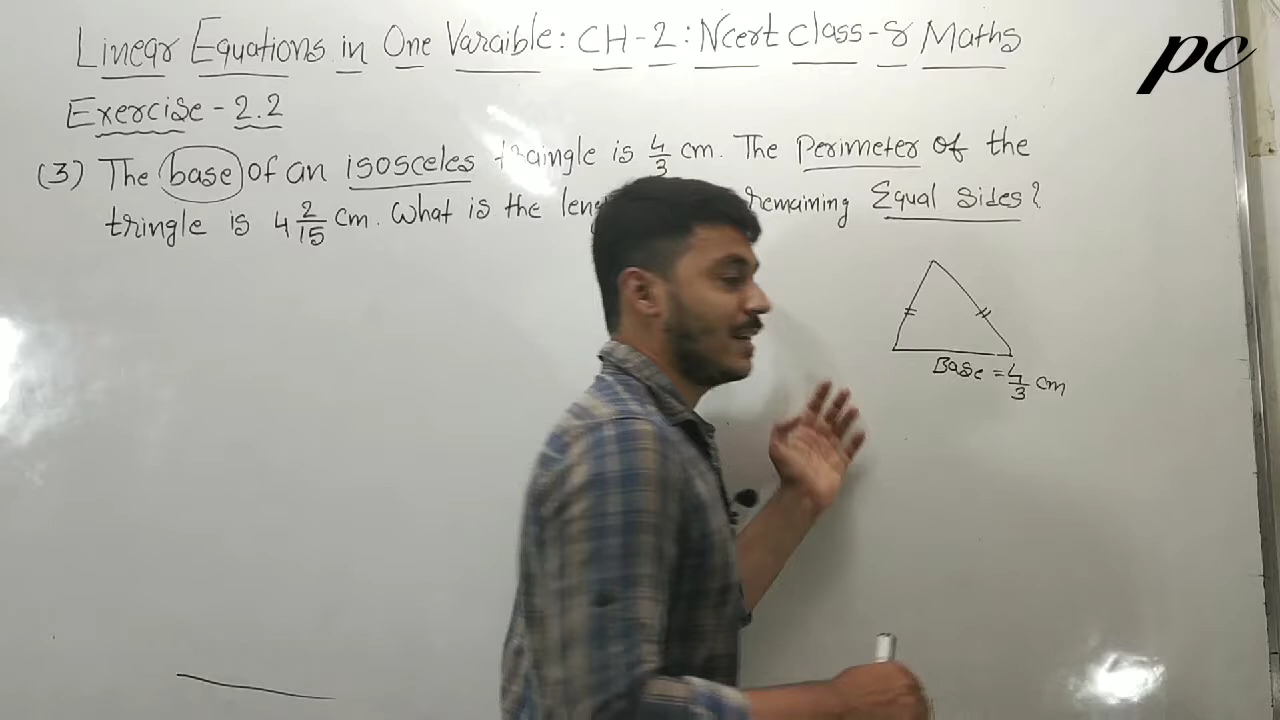 Linear Equations in One Varaible: CH-2: Ncert class-8 Maths
pc
Exercise - 2.2
(3) The base of an isosceles traingle is 4/3 cm. The Perimeter of the
tringle is 4 2/15 cm. What is the remaining Equal sides?
Base = 4/3 cm